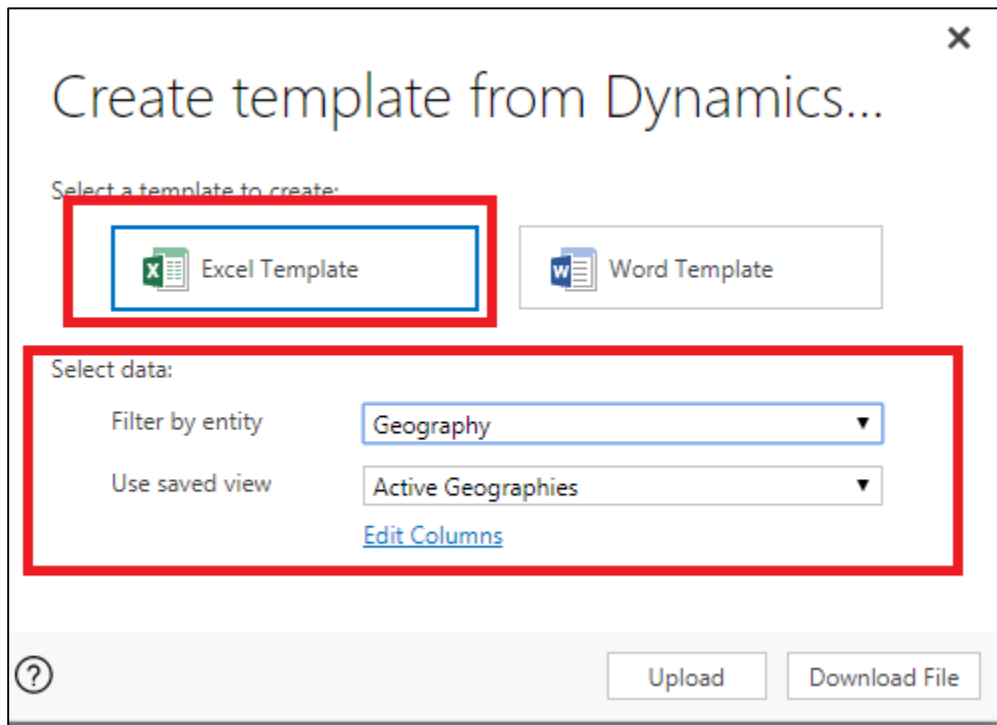 Create template from Dynamics...
Select a template to create:
Excel Template
Word Template
Select data:
Filter by entity
Geography
Use saved view
Active Geographies
Edit Columns
Upload
Download File